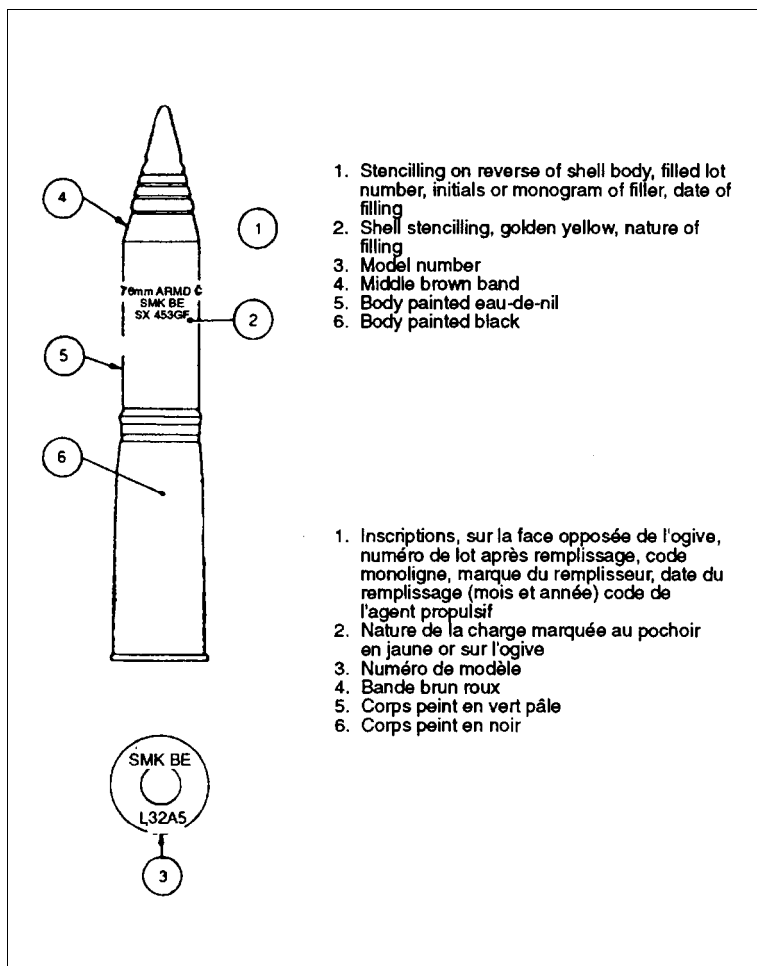 4
1
76mm ARMD C
SMK BE
SX 453GF
2
5
6
SMK BE
L32A5
3
1. Stencilling on reverse of shell body, filled lot
number, initials or monogram of filler, date of
filling
2. Shell stencilling, golden yellow, nature of
filling
3. Model number
4. Middle brown band
5. Body painted eau-de-nil
6. Body painted black
1. Inscriptions, sur la face opposée de l'ogive,
numéro de lot après remplissage, code
monoligne, marque du remplisseur, date du
remplissage (mois et année) code de
l'agent propulsif
2. Nature de la charge marquée au pochoir
en jaune or sur l'ogive
3. Numéro de modèle
4. Bande brun roux
5. Corps peint en vert pâle
6. Corps peint en noir